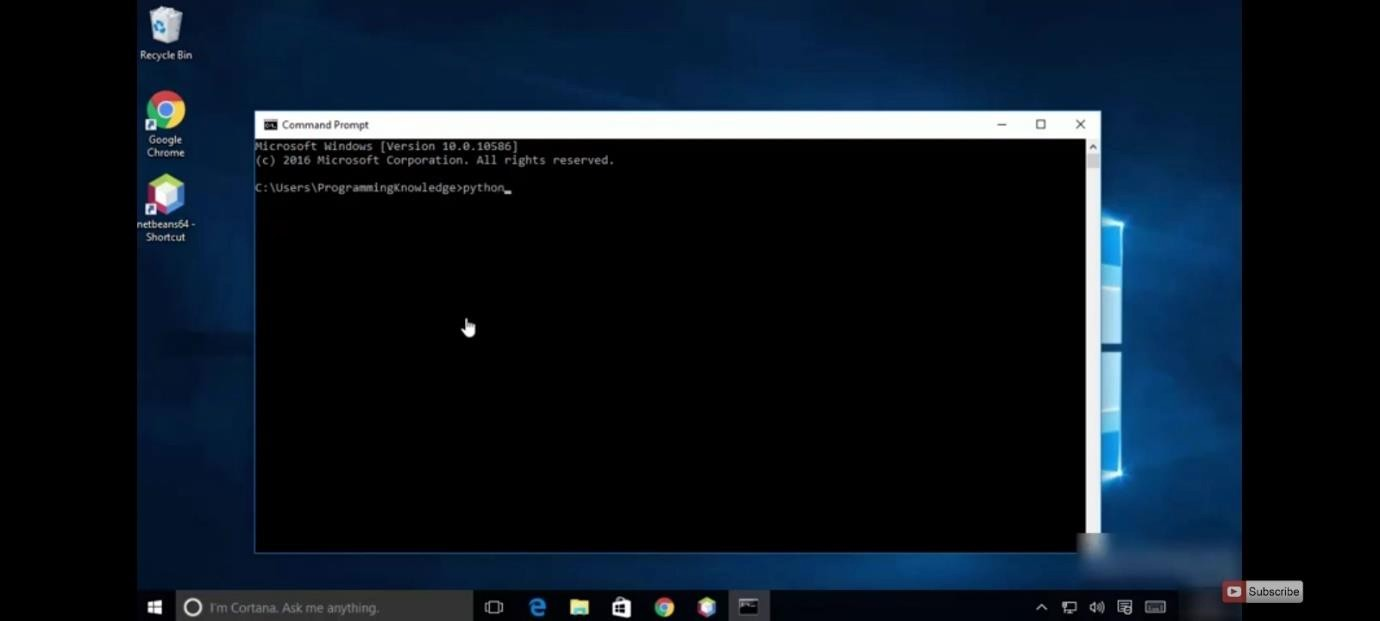 Recycle Bin
Google
Chrome
netbeans64 -
Shortcut
Command Prompt
Microsoft Windows [Version 10.0.10586]
(c) 2016 Microsoft Corporation. All rights reserved.
C:\Users\ProgrammingKnowledge>python_
I'm Cortana. Ask me anything.
Subscribe